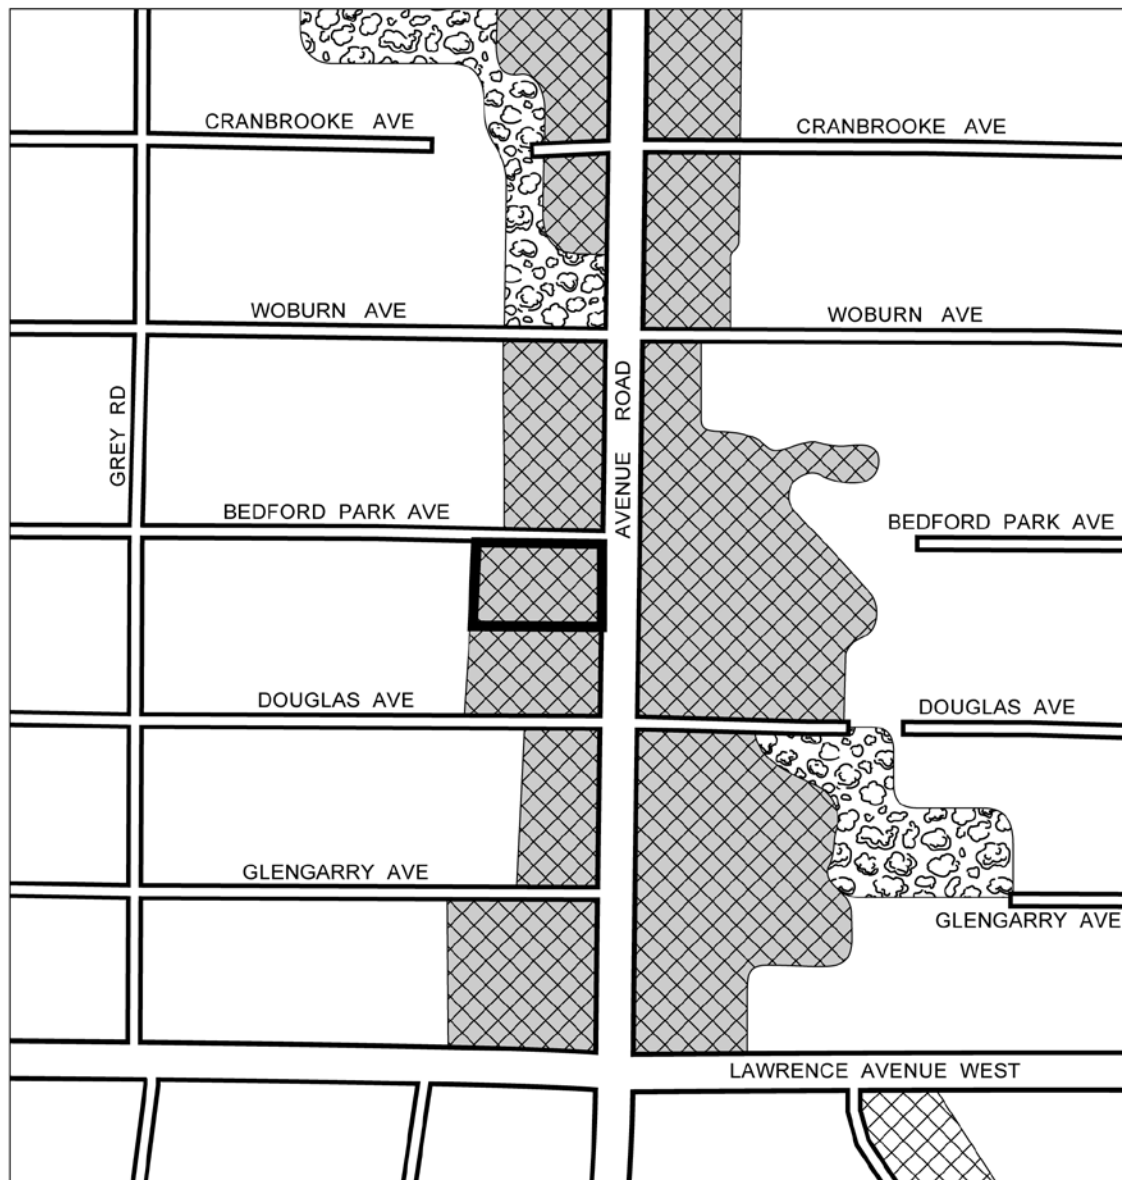 CRANBROOKE AVE
CRANBROOKE AVE
WOBURN AVE
WOBURN AVE
GREY RD
AVENUE ROAD
BEDFORD PARK AVE
BEDFORD PARK AVE
DOUGLAS AVE
DOUGLAS AVE
GLENGARRY AVE
GLENGARRY AVE
LAWRENCE AVENUE WEST